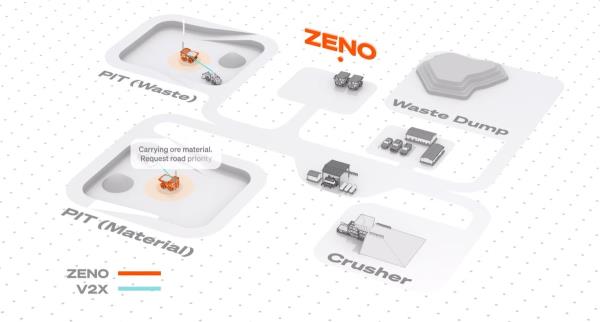 ZENO
PIT (Waste)
Waste Dump
Carrying ore material.
Request road priority
PIT (Material)
Crusher
ZENO
V2X